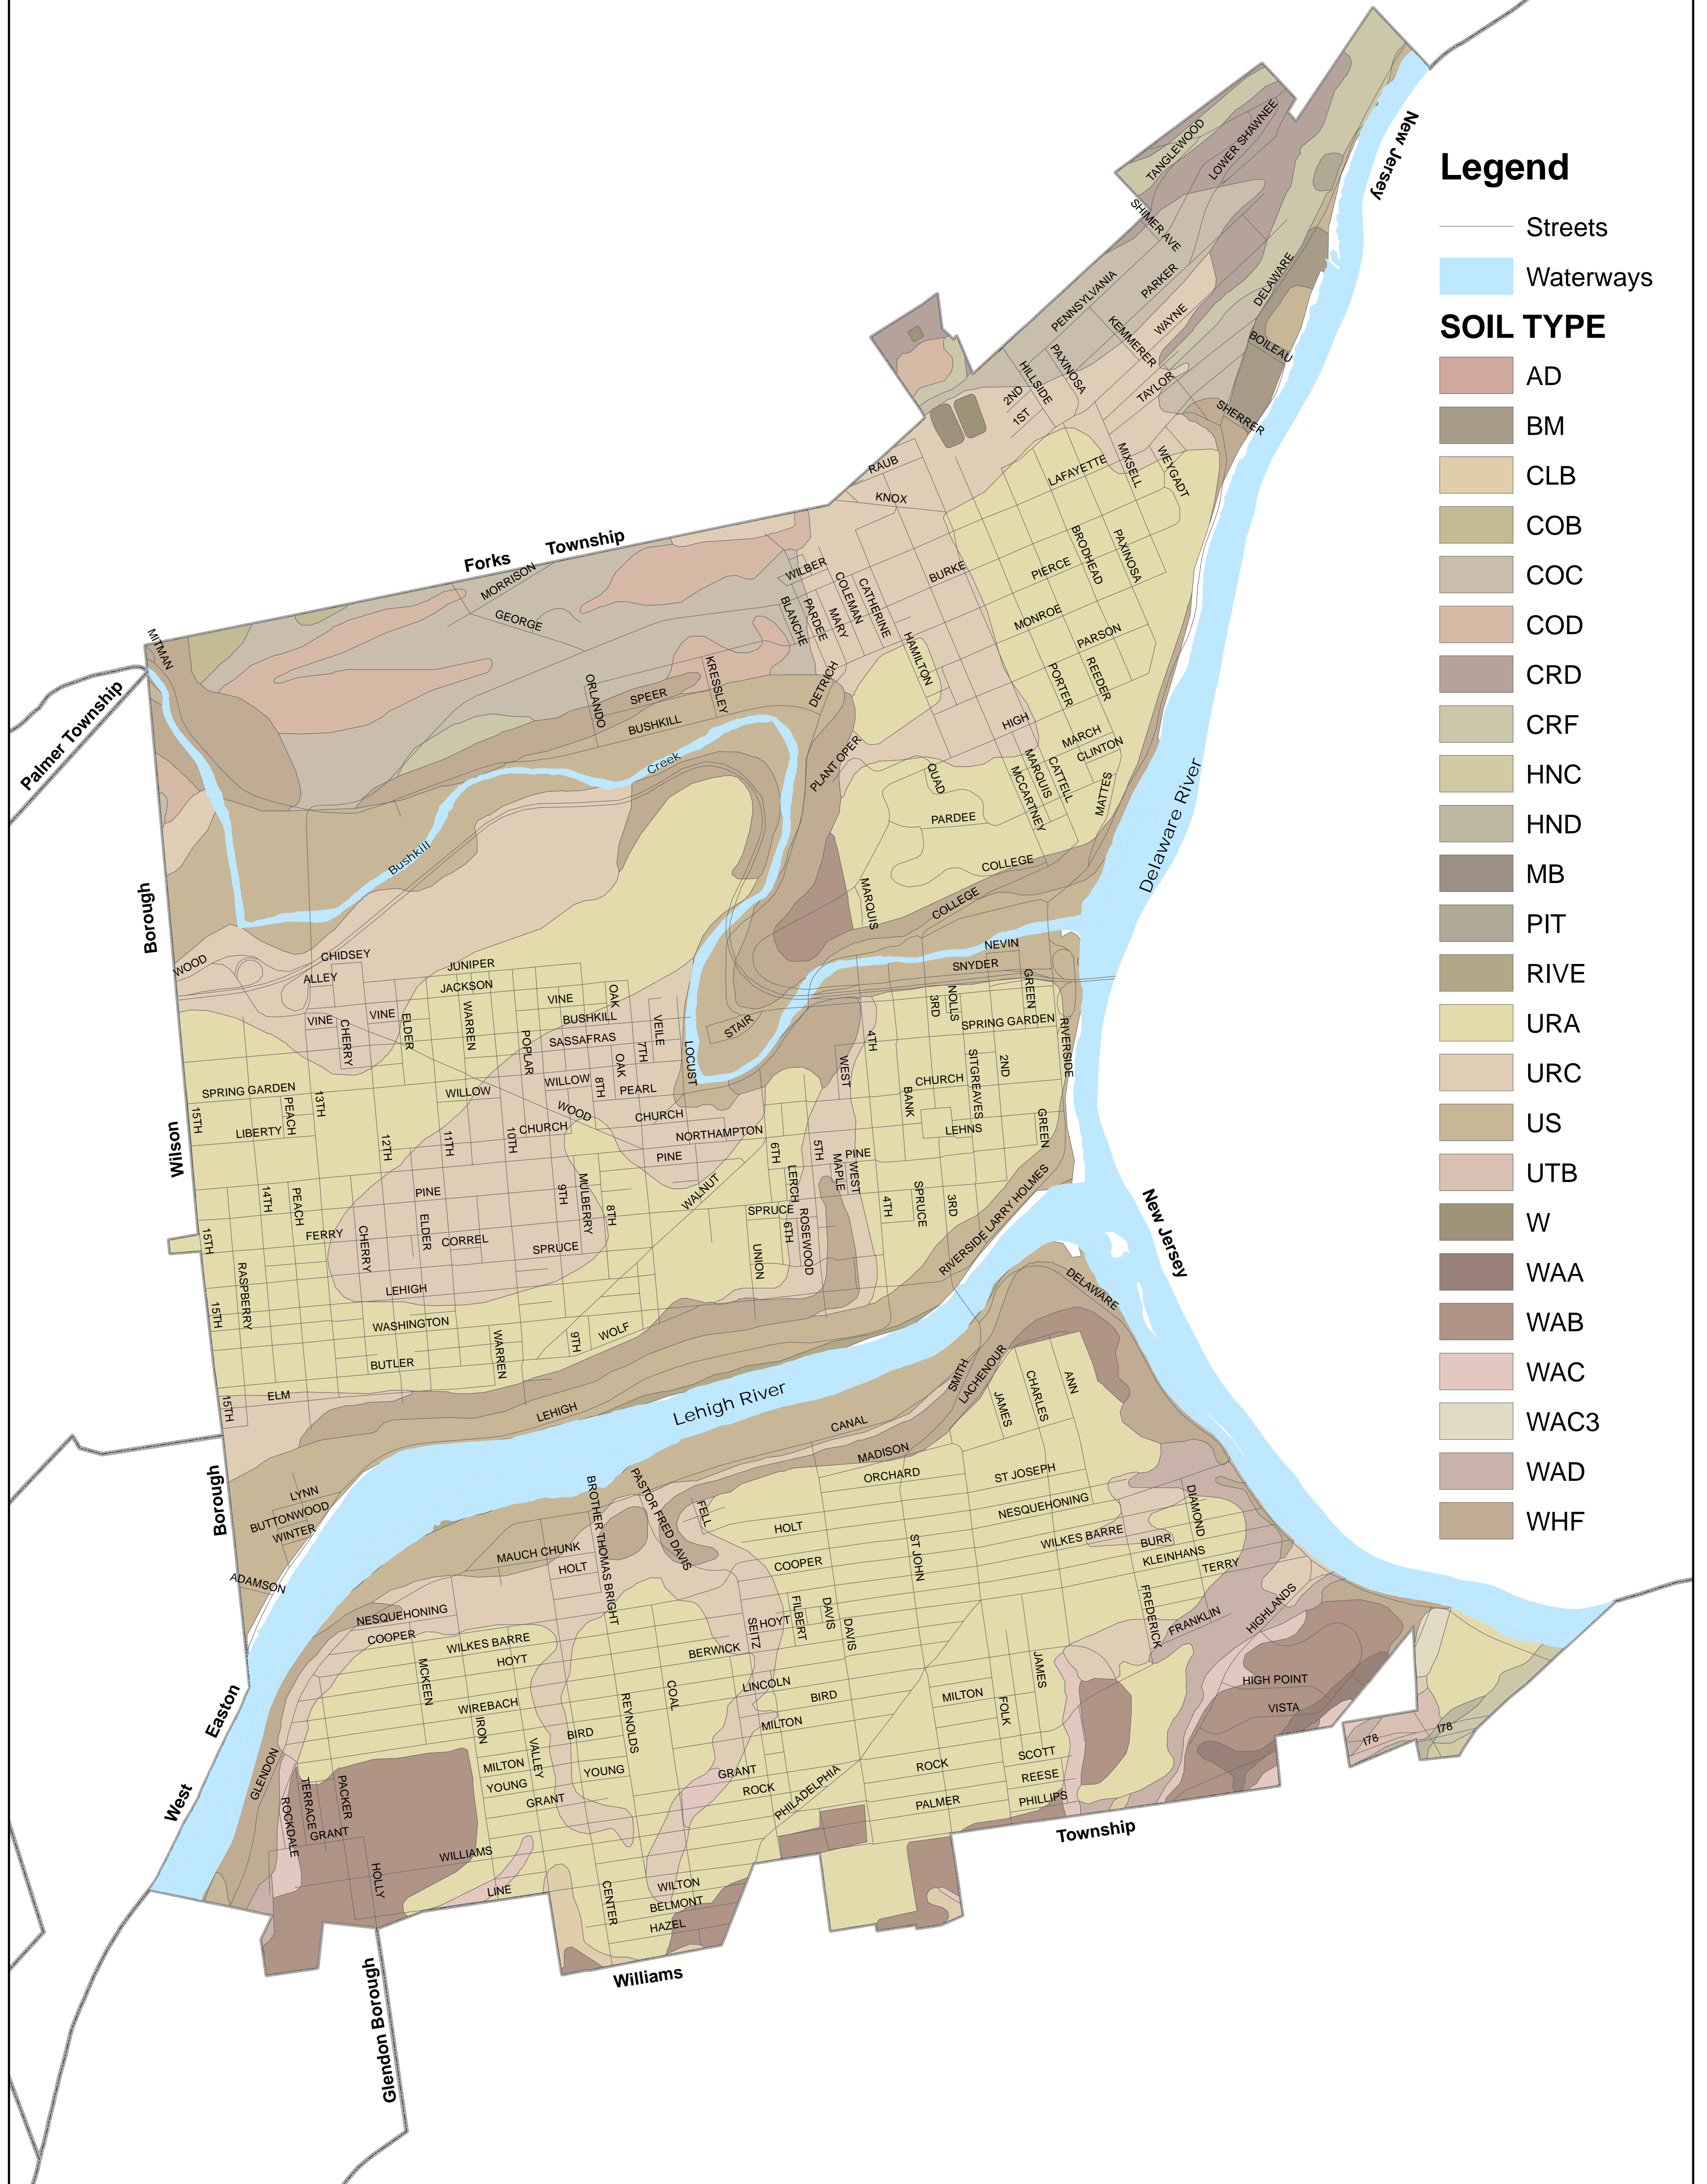 New Jersey
Legend
Streets
Waterways
SOIL TYPE
AD
BM
CLB
COB
COC
COD
CRD
CRF
HNC
HND
MB
PIT
RIVE
URA
URC
US
UTB
W
WAA
WAB
WAC
WAC3
WAD
WHF
TANGLEWOOD
LOWER SHAWNEE
SHIMER AVE
PENNSYLVANIA
PARKER
DELAWARE
WAYNE
KEMMERER
BOILEAU
PAXINOSA
HILLSIDE
2ND
1ST
TAYLOR
SHERRER
MIXSELL
WEYGADT
LAFAYETTE
RAUB
KNOX
Forks
Township
MORRISON
GEORGE
WILBER
COLEMAN
CATHERINE
BURKE
PIERCE
BRODHEAD
PAXINOSA
BLANCHE
PARDEE
MARY
MONROE
PARSON
HAMILTON
MITMAN
Palmer Township
ORLANDO
SPEER
KRESSLEY
BUSHKILL
DETRICH
PORTER
REEDER
HIGH
MARCH
CLINTON
Creek
PLANT OPER
QUAD
MARQUIS
CATTELL
MCCARTNEY
MATTES
PARDEE
Delaware River
Bushkill
COLLEGE
COLLEGE
MARQUIS
Borough
WOOD
CHIDSEY
ALLEY
JUNIPER
JACKSON
NEVIN
SNYDER
VINE
VINE
VINE
OAK
BUSHKILL
CHERRY
ELDER
WARREN
POPLAR
SASSAFRAS
7TH
VEILE
STAIR
LOCUST
3RD
NOLLS
GREEN
SPRING GARDEN
RIVERSIDE
4TH
WEST
SITGREAVES
2ND
SPRING GARDEN
WILLOW
WILLOW
8TH
OAK
PEARL
CHURCH
BANK
15TH
PEACH
13TH
LIBERTY
WOOD
CHURCH
CHURCH
NORTHAMPTON
LEHNS
GREEN
Wilson
12TH
11TH
10TH
PINE
6TH
5TH
PINE
MAPLE
WEST
14TH
PEACH
PINE
9TH
MULBERRY
8TH
WALNUT
LERCH
4TH
SPRUCE
3RD
RIVERSIDE LARRY HOLMES
New Jersey
15TH
FERRY
CHERRY
ELDER
CORREL
SPRUCE
SPRUCE
6TH
ROSEWOOD
UNION
RASPBERRY
LEHIGH
15TH
WASHINGTON
WARREN
9TH
WOLF
BUTLER
DELAWARE
15TH
ELM
LEHIGH
Lehigh River
CANAL
SMITH
LACHENOUR
JAMES
CHARLES
ANN
MADISON
ORCHARD
ST JOSEPH
Borough
LYNN
BUTTONWOOD
WINTER
ADAMSON
BROTHER THOMAS BRIGHT
PASTOR FRED DAVIS
FELL
NESQUEHONING
DIAMOND
HOLT
ST JOHN
WILKES BARRE
BURR
KLEINHANS
TERRY
MAUCH CHUNK
HOLT
COOPER
NESQUEHONING
COOPER
WILKES BARRE
HOYT
SEITZ
HOYT
FILBERT
DAVIS
DAVIS
BERWICK
FREDERICK
FRANKLIN
HIGHLANDS
MCKEEN
LINCOLN
JAMES
HIGH POINT
VISTA
West
Easton
WIREBACH
IRON
BIRD
REYNOLDS
COAL
BIRD
MILTON
MILTON
FOLK
I78
I78
GLENDON
VALLEY
MILTON
YOUNG
YOUNG
GRANT
ROCK
ROCK
SCOTT
REESE
PHILLIPS
TERRACE
PACKER
ROCKDALE
GRANT
GRANT
PHILADELPHIA
PALMER
Township
WILLIAMS
HOLLY
LINE
CENTER
WILTON
BELMONT
HAZEL
Williams
Glendon Borough